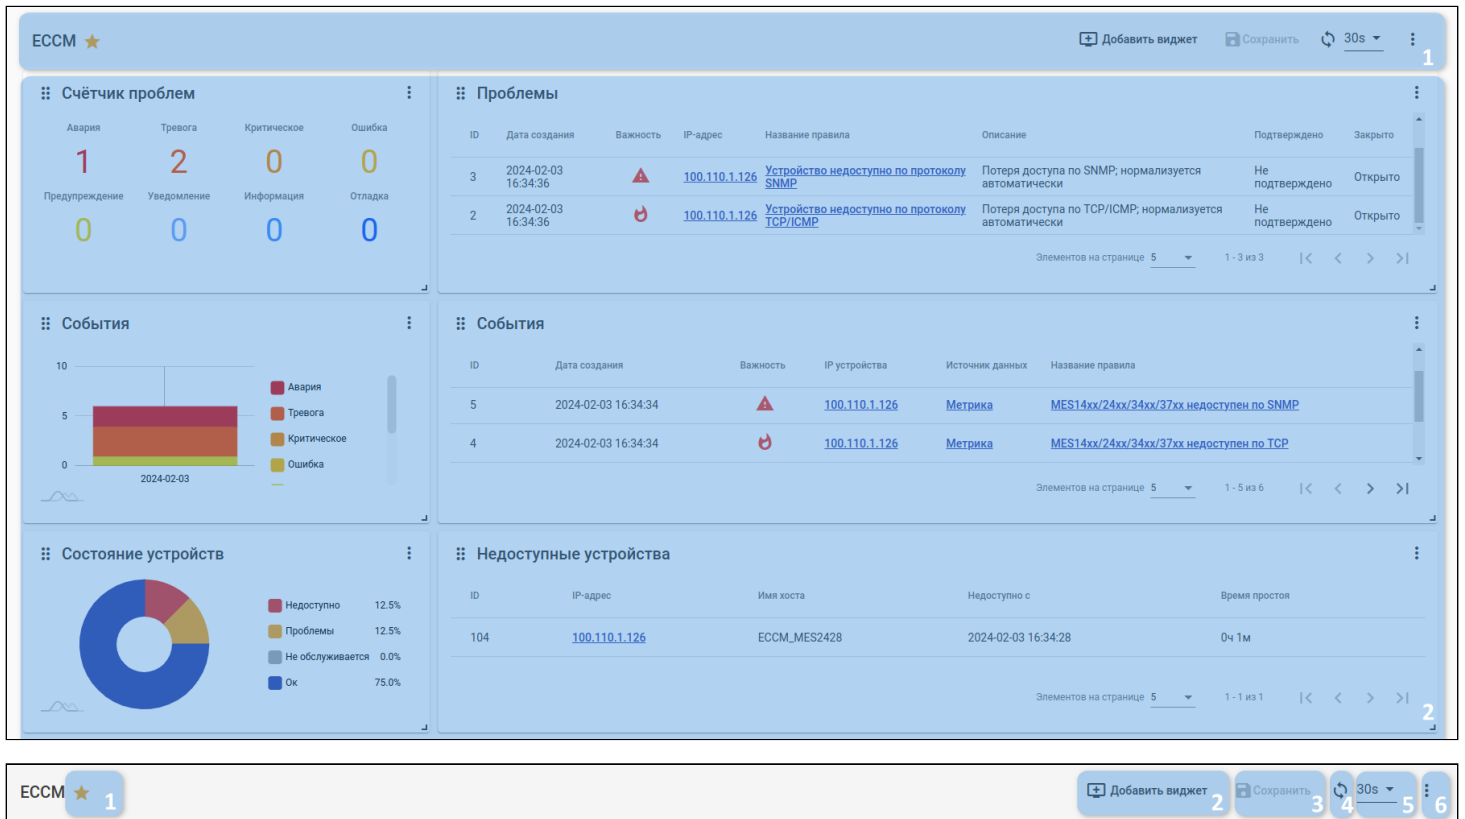 ECCM
Добавить виджет Сохранить 30s
1
Счётчик проблем
Авария Тревога Критическое Ошибка
1 2 0 0
Предупреждение Уведомление Информация Отладка
0 0 0 0
Проблемы
ID Дата создания Важность IP-адрес Название правила Описание Подтверждено Закрыто
3 2024-02-03 16:34:36 100.110.1.126 Устройство недоступно по протоколу SNMP Потеря доступа по SNMP; нормализуется автоматически Не подтверждено Открыто
2 2024-02-03 16:34:36 100.110.1.126 Устройство недоступно по протоколу TCP/ICMP Потеря доступа по TCP/ICMP; нормализуется автоматически Не подтверждено Открыто
Элементов на странице 5 1 - 3 из 3
События
10
5
0
2024-02-03
Авария
Тревога
Критическое
Ошибка
События
ID Дата создания Важность IP устройства Источник данных Название правила
5 2024-02-03 16:34:34 100.110.1.126 Метрика MES14xx/24xx/34xx/37xx недоступен по SNMP
4 2024-02-03 16:34:34 100.110.1.126 Метрика MES14xx/24xx/34xx/37xx недоступен по TCP
Элементов на странице 5 1 - 5 из 6
Состояние устройств
Недоступно 12.5%
Проблемы 12.5%
Не обслуживается 0.0%
Ок 75.0%
Недоступные устройства
ID IP-адрес Имя хоста Недоступно с Время простоя
104 100.110.1.126 ECCM_MES2428 2024-02-03 16:34:28 0ч 1м
Элементов на странице 5 1 - 1 из 1
2
ECCM 1 Добавить виджет 2 Сохранить 3 4 30s 5 6